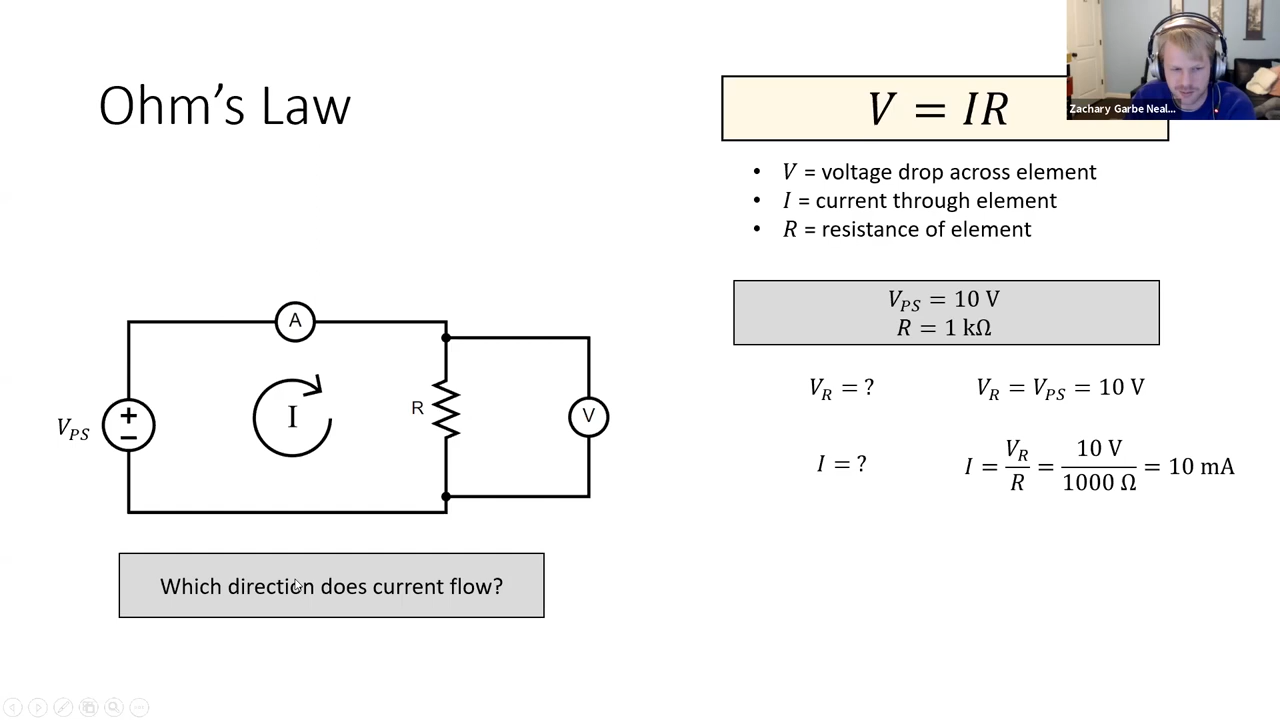 Ohm's Law
V = IR
Zachary Garbe Neal...
• V = voltage drop across element
• I = current through element
• R = resistance of element
V_PS = 10 V
R = 1 kΩ
V_R = ?
V_R = V_PS = 10 V
I = ?
I = V_R / R = 10 V / 1000 Ω = 10 mA
A
I
R
V
V_PS
+
−
Which direction does current flow?